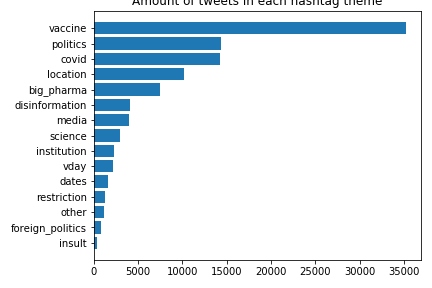 Amount of tweets in each hashtag theme
vaccine
politics
covid
location
big_pharma
disinformation
media
science
institution
vday
dates
restriction
other
foreign_politics
insult
0 5000 10000 15000 20000 25000 30000 35000